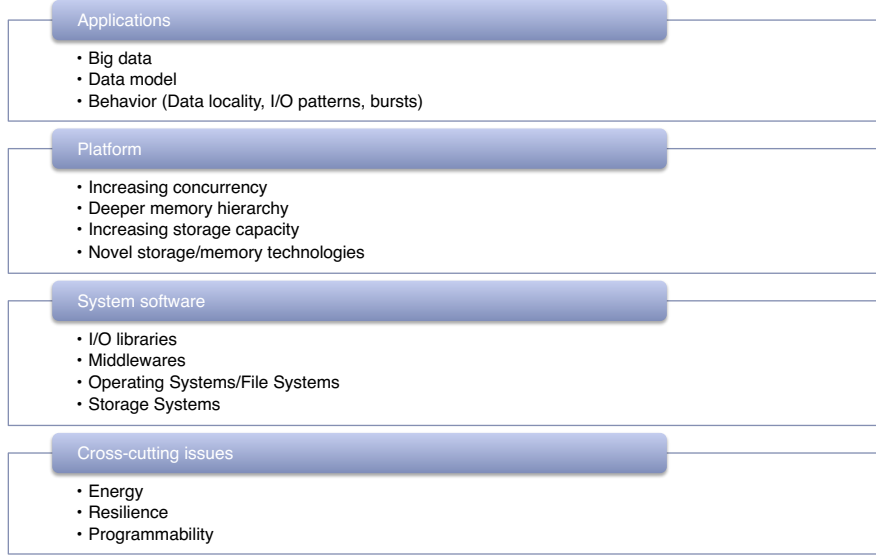 Applications
• Big data
• Data model
• Behavior (Data locality, I/O patterns, bursts)
Platform
• Increasing concurrency
• Deeper memory hierarchy
• Increasing storage capacity
• Novel storage/memory technologies
System software
• I/O libraries
• Middlewares
• Operating Systems/File Systems
• Storage Systems
Cross-cutting issues
• Energy
• Resilience
• Programmability